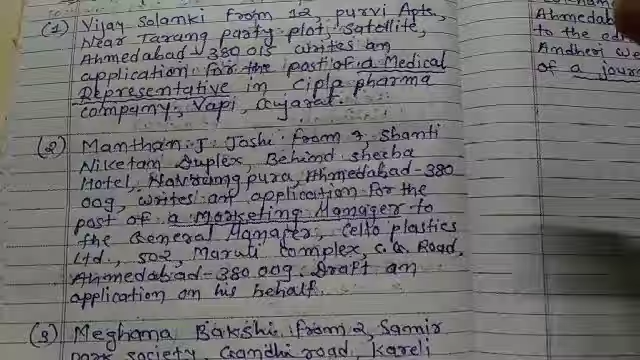 (1) Vijay Solanki from 12, purvi Apts,
Near Tarang party plot, Satellite,
Ahmedabad - 380 015 writes an
application for the post of a Medical
Representative in Cipla pharma
company, Vapi, Gujarat.
(2) Manthan J. Joshi from 7, Shanti
Niketan Duplex, Behind sheeba
Hotel, Navrangpura, Ahmedabad - 380
009, writes an application for the
post of a Marketing Manager to
the General Manager, Cello plastics
Ltd., 502, Maruti complex, C.G. Road,
Ahmedabad - 380 009. Draft an
application on his behalf.
(3) Meghana Bakshi from 2, Samir
park society, Gandhi road, Kareli
Ahmedab
to the ed
Andheri we
of a jour